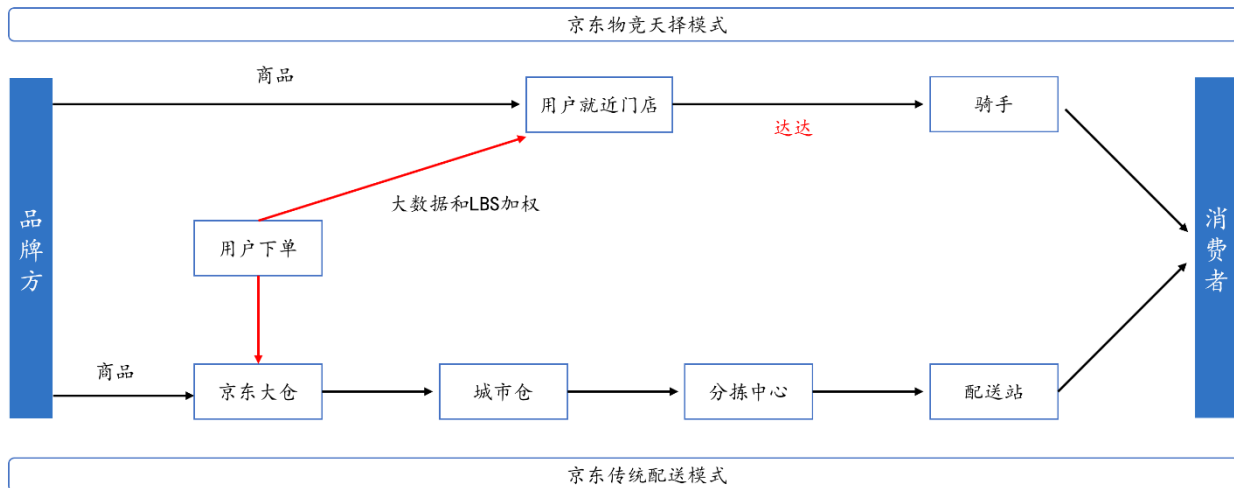 京东物竞天择模式
商品
品牌方
用户就近门店
达达
骑手
大数据和LBS加权
用户下单
消费者
商品
京东大仓
城市仓
分拣中心
配送站
京东传统配送模式